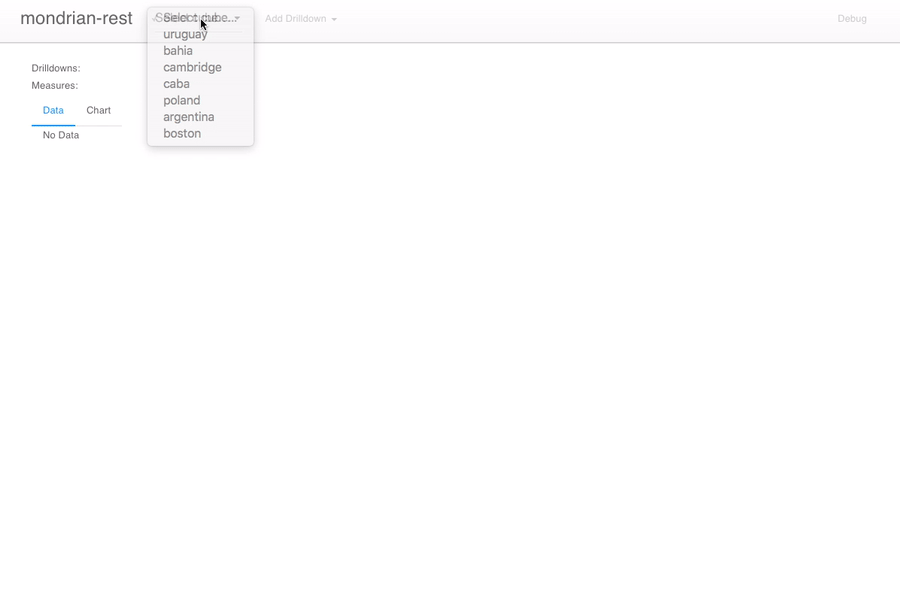 mondrian-rest
Select cube...
Add Drilldown
Debug
uruguay
bahia
cambridge
caba
poland
argentina
boston
Drilldowns:
Measures:
Data
Chart
No Data